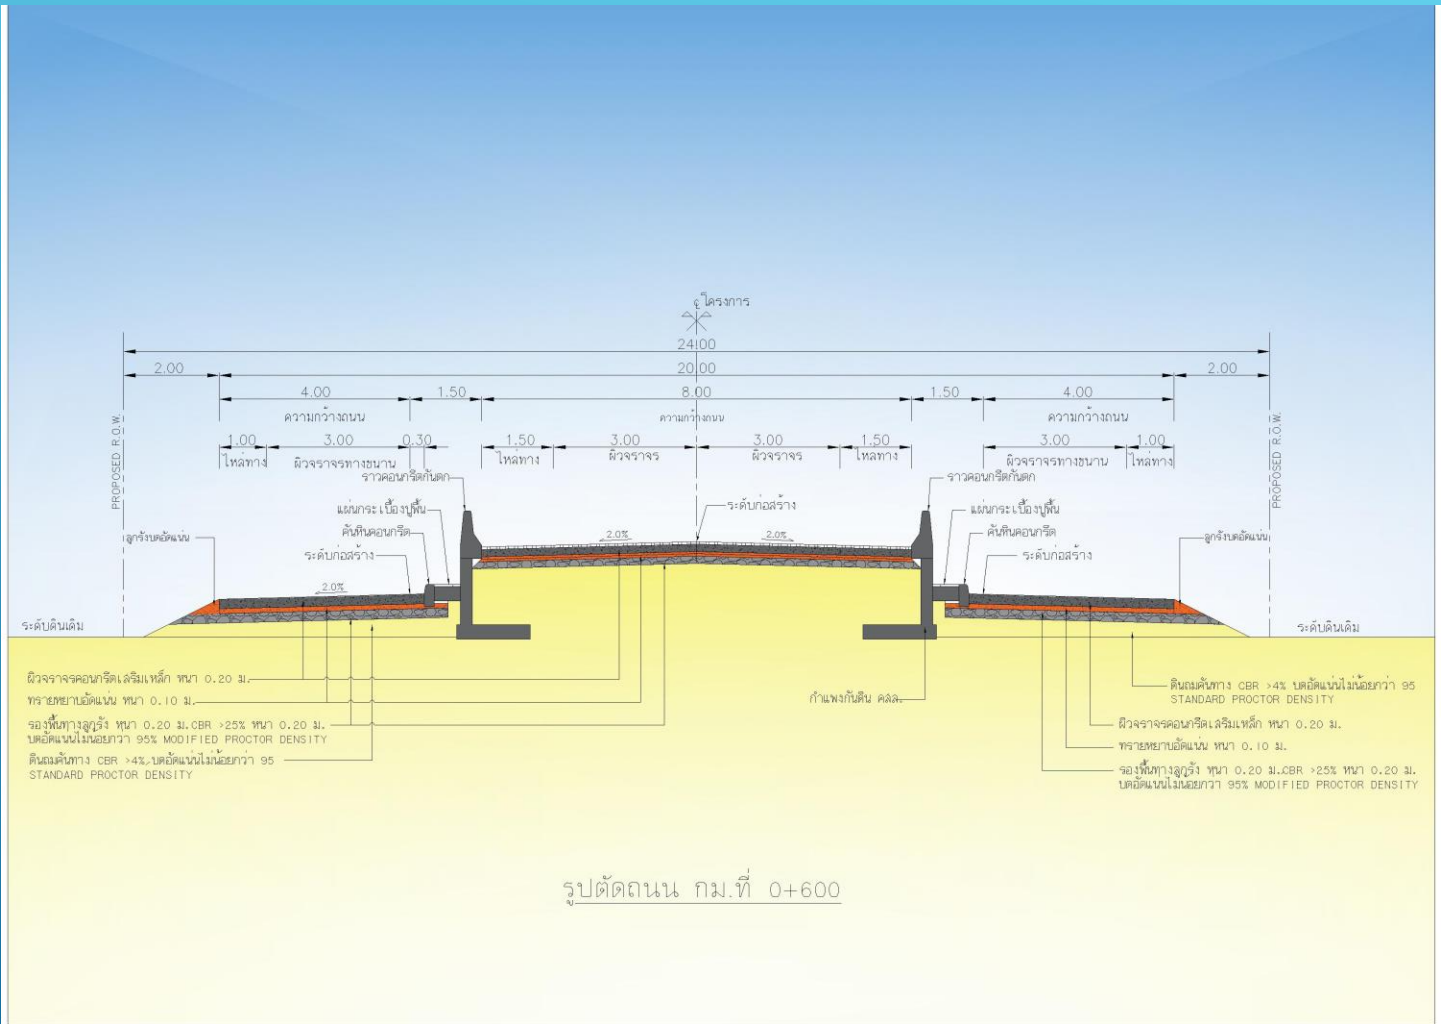 ℄ โครงการ
24.00
2.00 20.00 2.00
4.00 1.50 8.00 1.50 4.00
ความกว้างถนน ความกว้างถนน ความกว้างถนน
1.00 3.00 0.30 1.50 3.00 3.00 1.50 3.00 1.00
ไหล่ทาง ผิวจราจรทางขนาน ไหล่ทาง ผิวจราจร ผิวจราจร ไหล่ทาง ผิวจราจรทางขนาน ไหล่ทาง
PROPOSED R.O.W.
PROPOSED R.O.W.
ราวคอนกรีตกันตก
แผ่นกระเบื้องปูพื้น
คันหินคอนกรีต
ระดับก่อสร้าง
ลูกรังบดอัดแน่น
2.0%
ระดับดินเดิม
ระดับก่อสร้าง
2.0% 2.0%
ราวคอนกรีตกันตก
แผ่นกระเบื้องปูพื้น
คันหินคอนกรีต
ระดับก่อสร้าง
ลูกรังบดอัดแน่น
ระดับดินเดิม
ผิวจราจรคอนกรีตเสริมเหล็ก หนา 0.20 ม.
ทรายหยาบอัดแน่น หนา 0.10 ม.
รองพื้นทางลูกรัง หนา 0.20 ม.CBR >25% หนา 0.20 ม.
บดอัดแน่นไม่น้อยกว่า 95% MODIFIED PROCTOR DENSITY
ดินถมคันทาง CBR >4% บดอัดแน่นไม่น้อยกว่า 95
STANDARD PROCTOR DENSITY
กำแพงกันดิน คสล.
ดินถมคันทาง CBR >4% บดอัดแน่นไม่น้อยกว่า 95
STANDARD PROCTOR DENSITY
ผิวจราจรคอนกรีตเสริมเหล็ก หนา 0.20 ม.
ทรายหยาบอัดแน่น หนา 0.10 ม.
รองพื้นทางลูกรัง หนา 0.20 ม.CBR >25% หนา 0.20 ม.
บดอัดแน่นไม่น้อยกว่า 95% MODIFIED PROCTOR DENSITY
รูปตัดถนน กม.ที่ 0+600